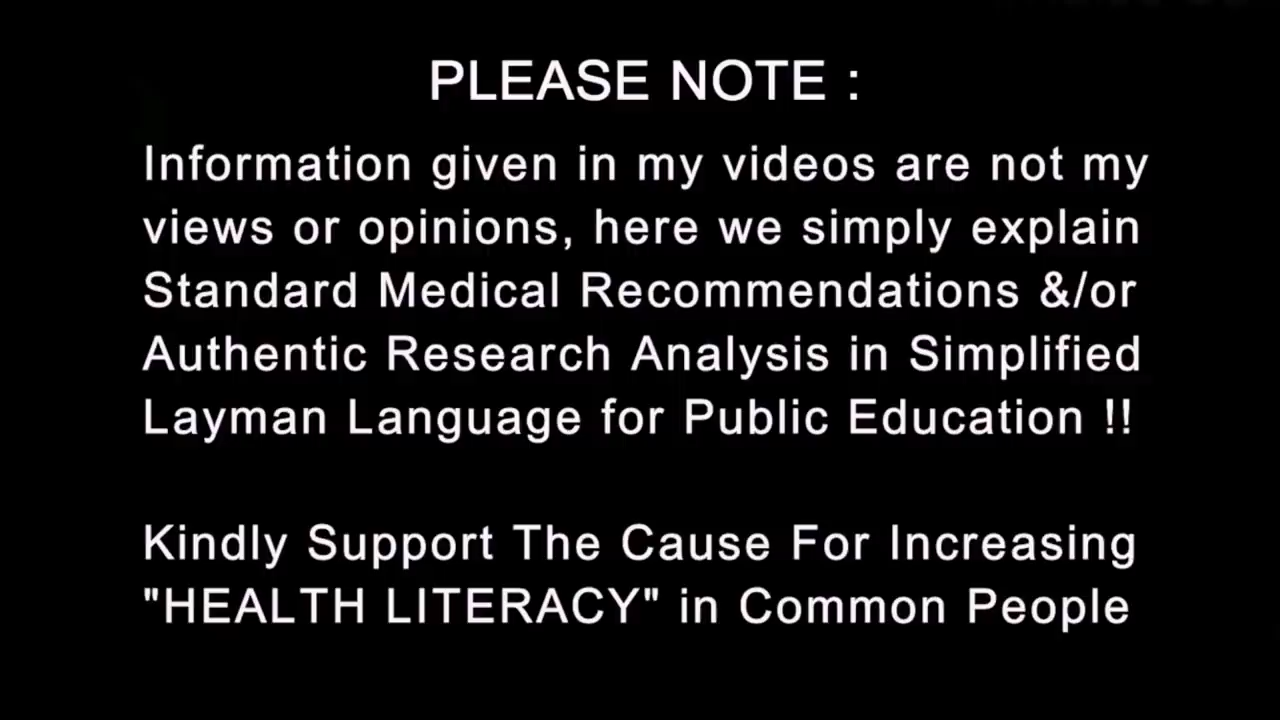 PLEASE NOTE :
Information given in my videos are not my
views or opinions, here we simply explain
Standard Medical Recommendations &/or
Authentic Research Analysis in Simplified
Layman Language for Public Education !!
Kindly Support The Cause For Increasing
"HEALTH LITERACY" in Common People